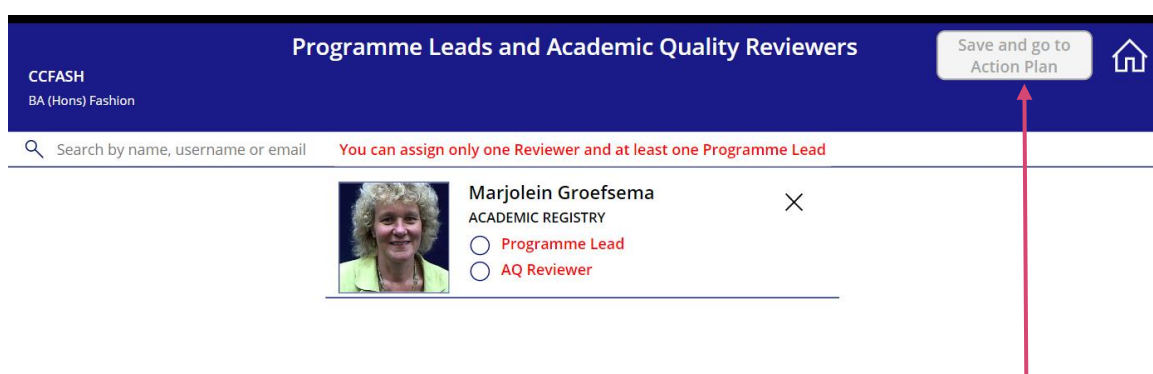 Programme Leads and Academic Quality Reviewers
Save and go to
Action Plan
CCFASH
BA (Hons) Fashion
Search by name, username or email
You can assign only one Reviewer and at least one Programme Lead
Marjolein Groefsema
ACADEMIC REGISTRY
Programme Lead
AQ Reviewer